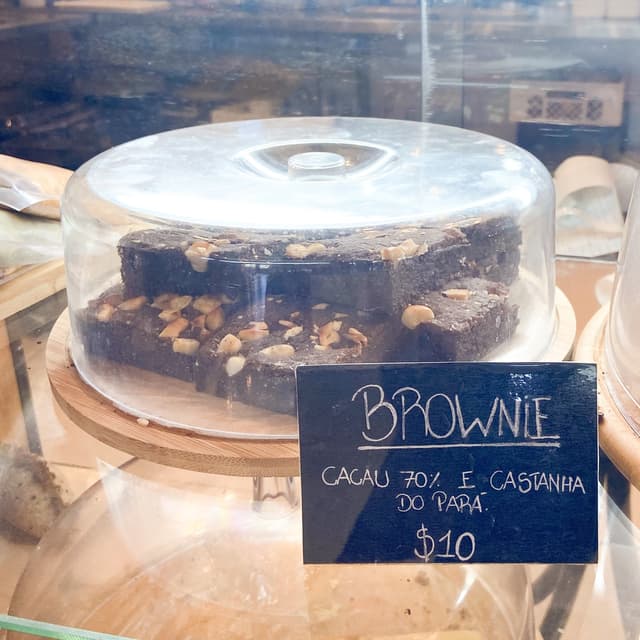 BROWNIE
CACAU 70% E CASTANHA
DO PARÁ.
$10